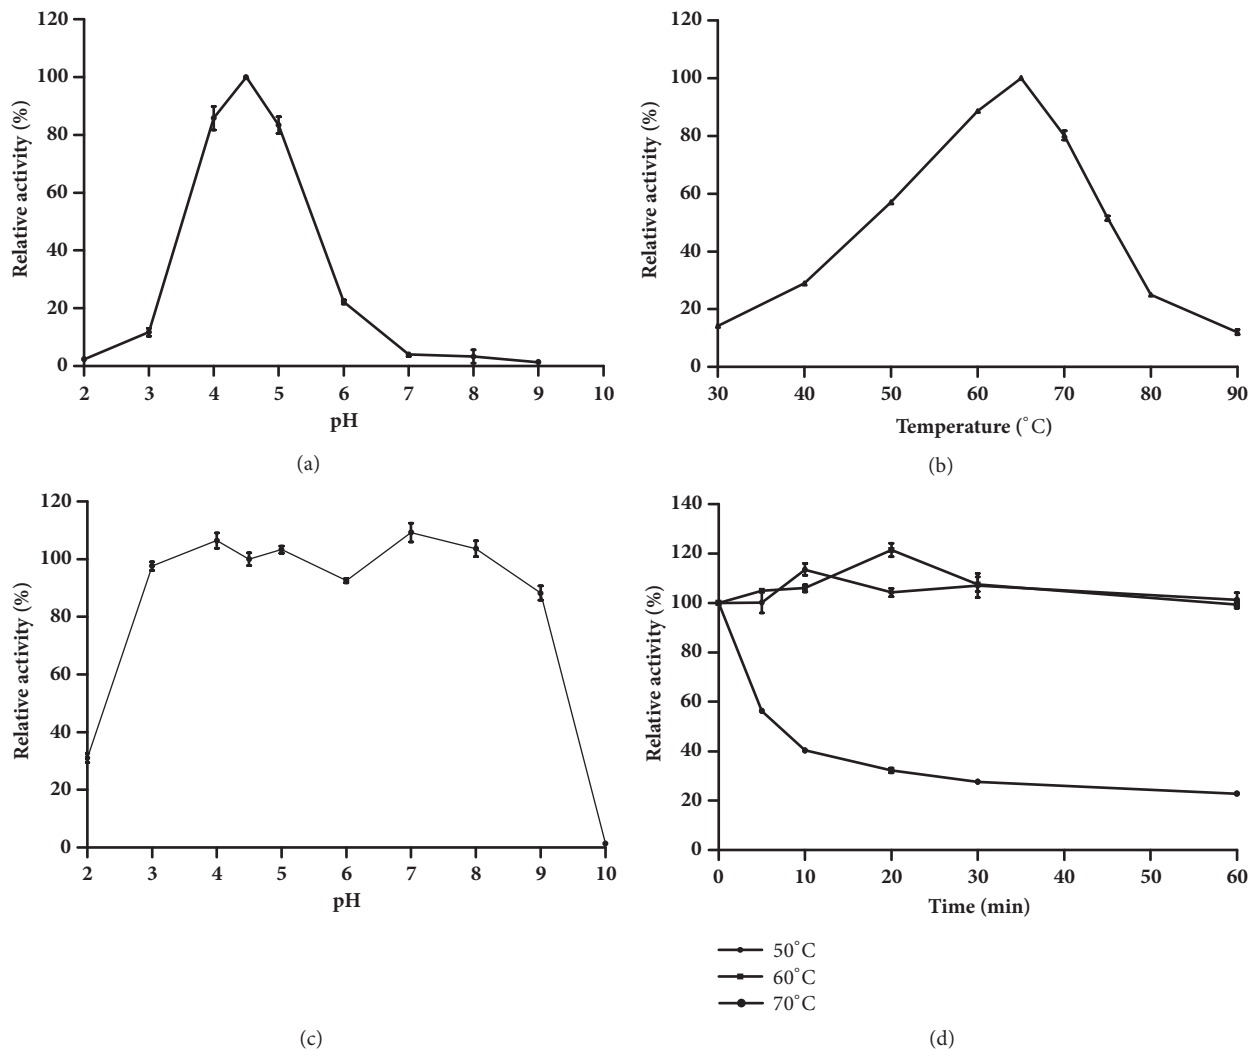 120
100
80
60
40
20
0
Relative activity (%)
2 3 4 5 6 7 8 9 10
pH
(a)
120
100
80
60
40
20
0
Relative activity (%)
30 40 50 60 70 80 90
Temperature (°C)
(b)
120
100
80
60
40
20
0
Relative activity (%)
2 3 4 5 6 7 8 9 10
pH
(c)
140
120
100
80
60
40
20
0
Relative activity (%)
0 10 20 30 40 50 60
Time (min)
50°C
60°C
70°C
(d)